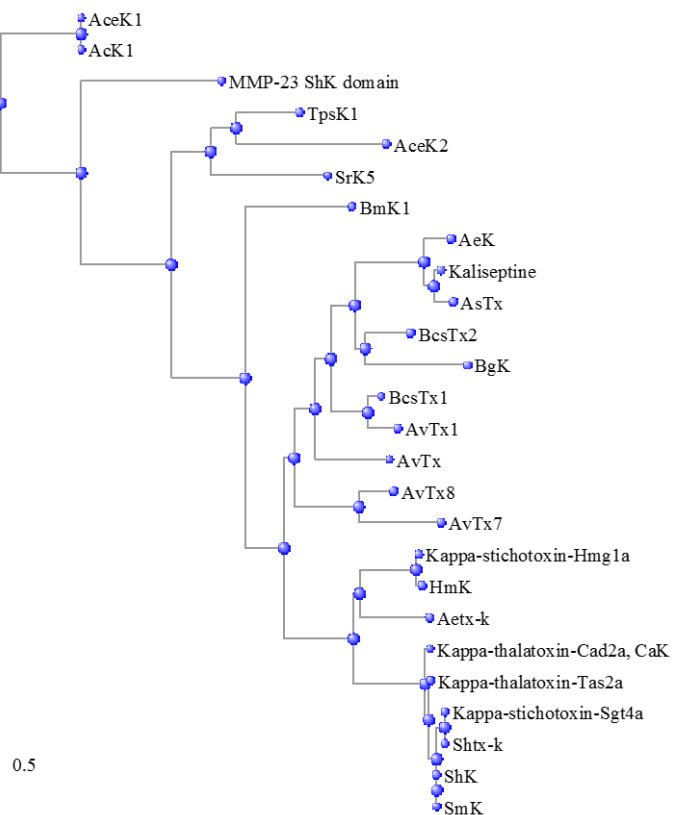 AceK1
AcK1
MMP-23 ShK domain
TpsK1
AceK2
SrK5
BmK1
AeK
Kaliseptine
AsTx
BcsTx2
BgK
BcsTx1
AvTx1
AvTx
AvTx8
AvTx7
Kappa-stichotoxin-Hmg1a
HmK
Aetx-k
Kappa-thalatoxin-Cad2a, CaK
Kappa-thalatoxin-Tas2a
Kappa-stichotoxin-Sgt4a
Shtx-k
0.5
ShK
SmK